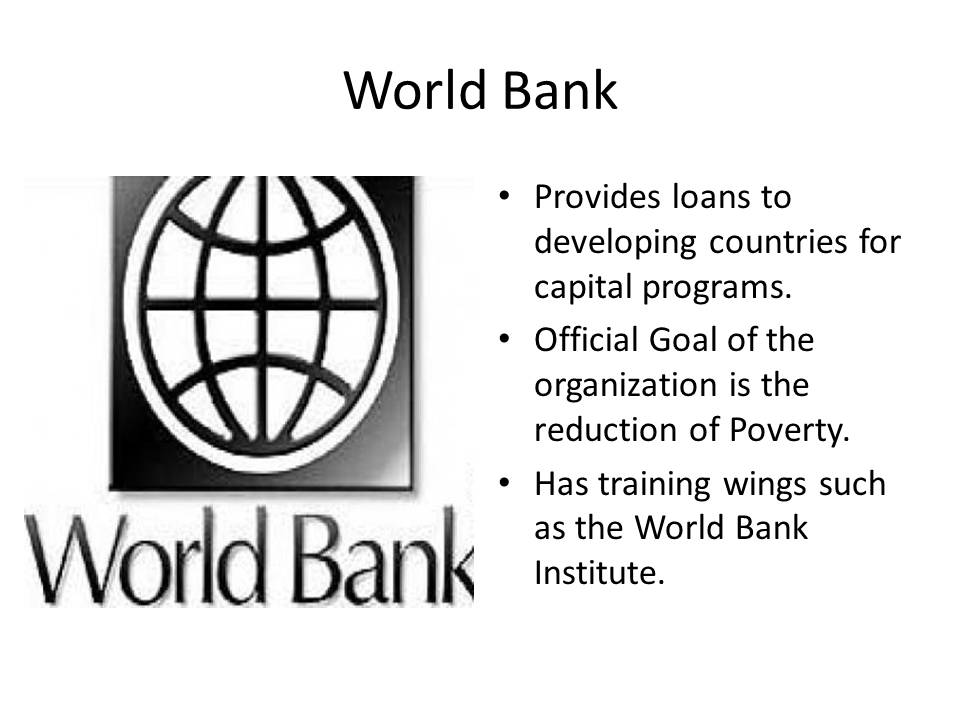 World Bank
• Provides loans to
developing countries for
capital programs.
• Official Goal of the
organization is the
reduction of Poverty.
• Has training wings such
as the World Bank
Institute.
World Bank